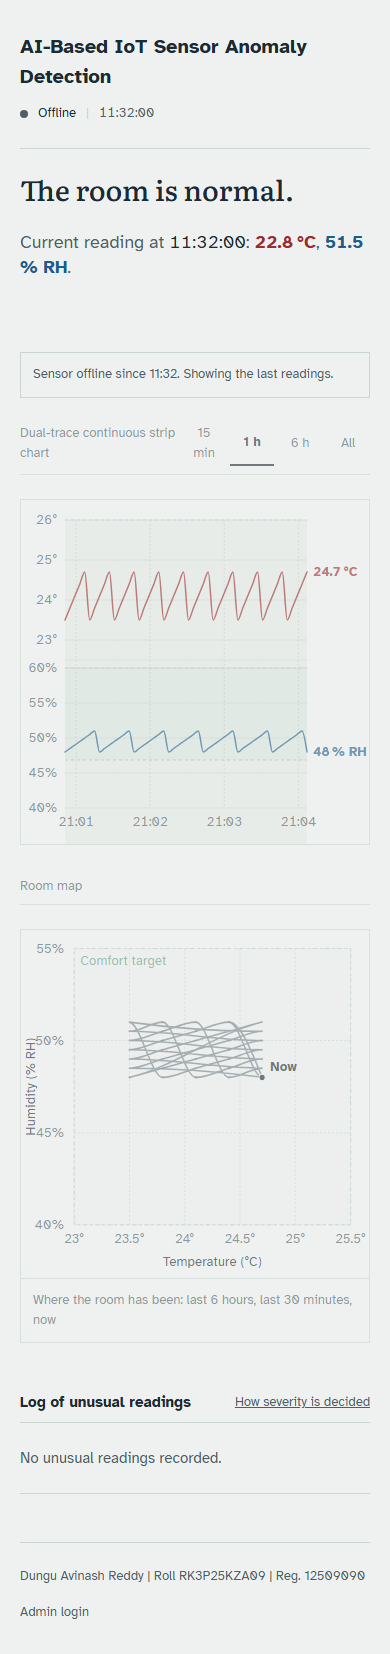 AI-Based IoT Sensor Anomaly
Detection
Offline | 11:32:00
The room is normal.
Current reading at 11:32:00: 22.8 °C, 51.5
% RH.
Sensor offline since 11:32. Showing the last readings.
Dual-trace continuous strip
chart
15
min
1 h
6 h
All
26°
25°
24°
23°
24.7 °C
60%
55%
50%
45%
40%
48 % RH
21:01
21:02
21:03
21:04
Room map
55%
50%
45%
40%
Comfort target
Now
Humidity (% RH)
23°
23.5°
24°
24.5°
25°
25.5°
Temperature (°C)
Where the room has been: last 6 hours, last 30 minutes,
now
Log of unusual readings
How severity is decided
No unusual readings recorded.
Dungu Avinash Reddy | Roll RK3P25KZA09 | Reg. 12509090
Admin login